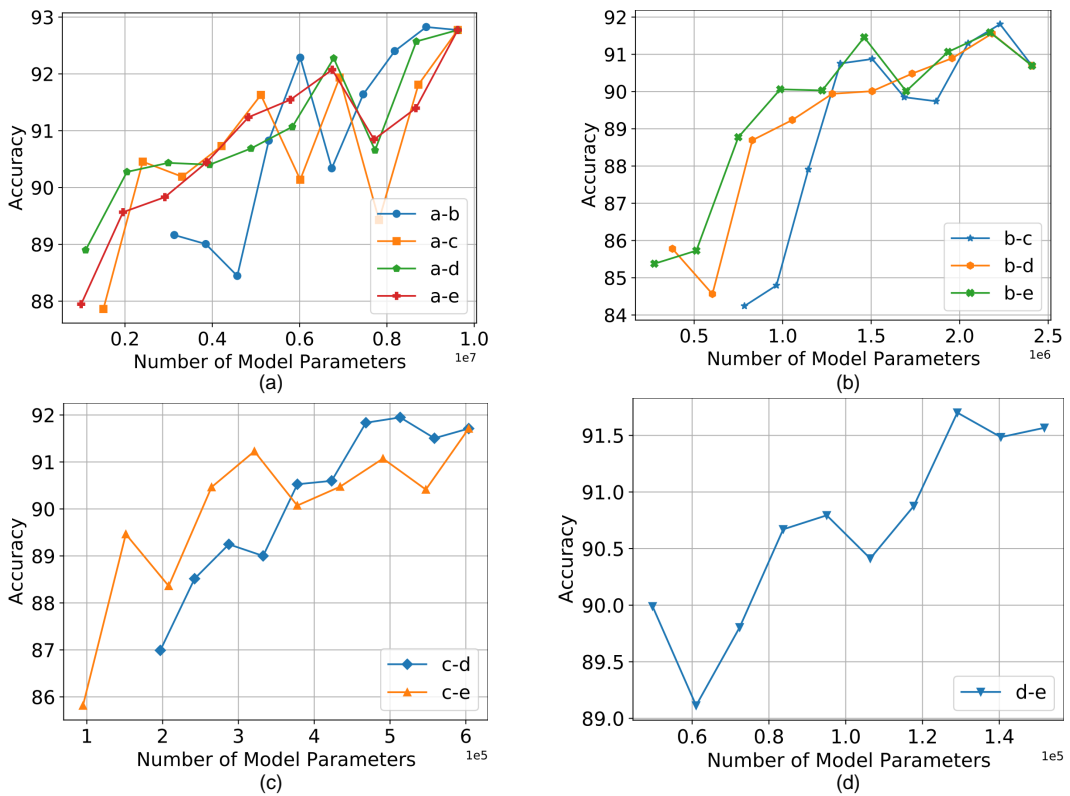 93
92
91
90
89
88
Accuracy
a-b
a-c
a-d
a-e
0.2 0.4 0.6 0.8 1.0
1e7
Number of Model Parameters
(a)
92
91
90
89
88
87
86
85
84
Accuracy
b-c
b-d
b-e
0.5 1.0 1.5 2.0 2.5
1e6
Number of Model Parameters
(b)
92
91
90
89
88
87
86
Accuracy
c-d
c-e
1 2 3 4 5 6
1e5
Number of Model Parameters
(c)
91.5
91.0
90.5
90.0
89.5
89.0
Accuracy
d-e
0.6 0.8 1.0 1.2 1.4
1e5
Number of Model Parameters
(d)